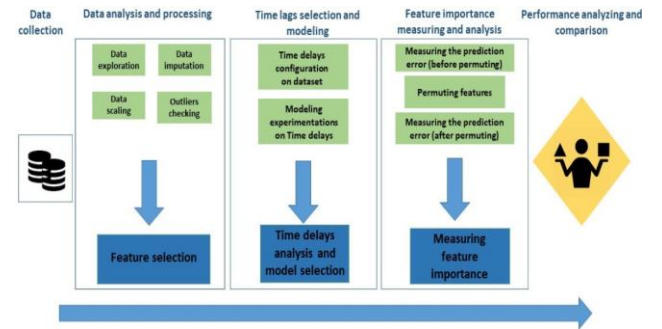 Data
collection
Data analysis and processing
Time lags selection and
modeling
Feature importance
measuring and analysis
Performance analyzing and
comparison
Data
exploration
Data
imputation
Data
scaling
Outliers
checking
Feature selection
Time delays
configuration
on dataset
Modeling
experimentations
on Time delays
Time delays
analysis and
model selection
Measuring the prediction
error (before permuting)
Permuting features
Measuring the prediction
error (after permuting)
Measuring
feature
importance